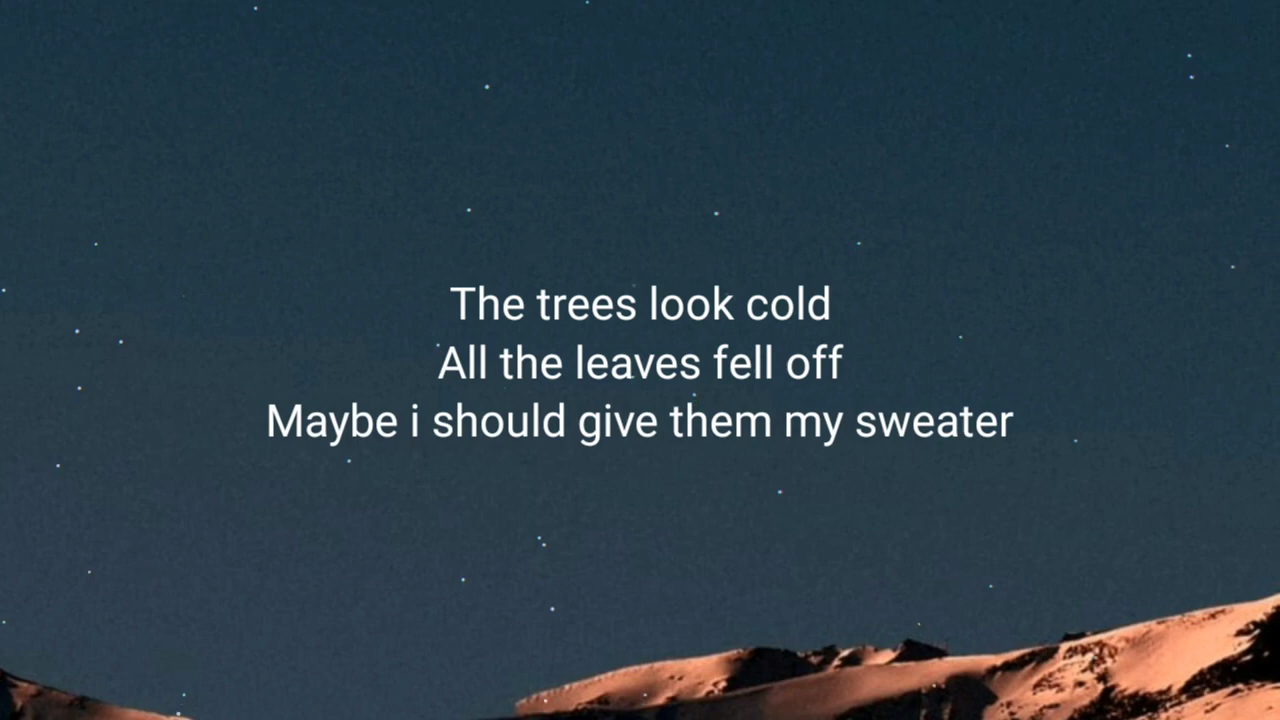 The trees look cold
All the leaves fell off
Maybe i should give them my sweater